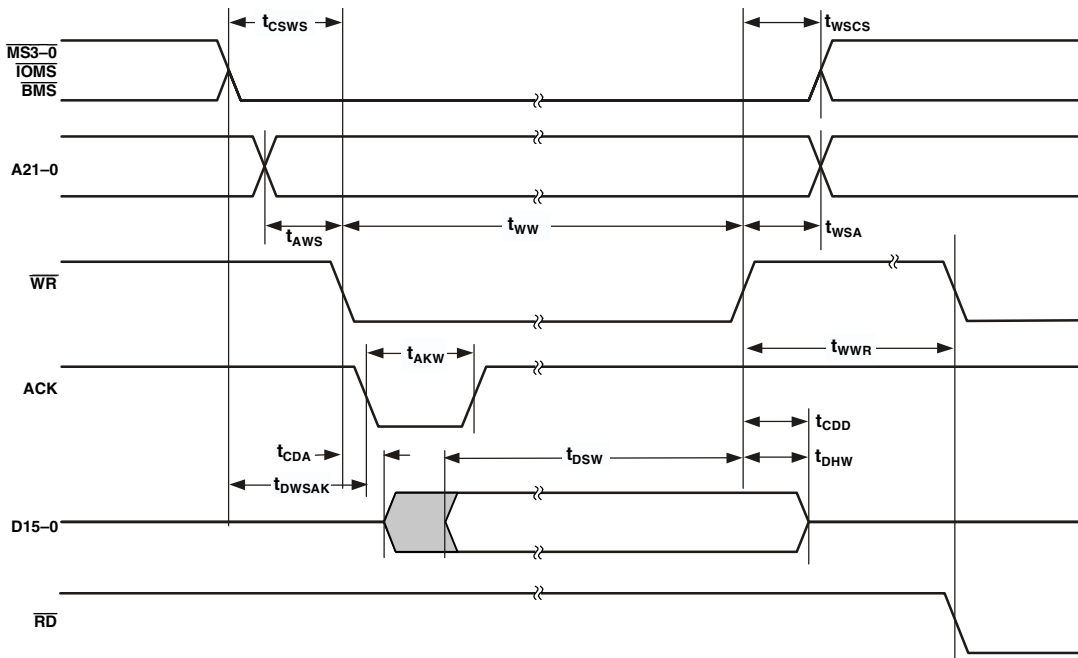 tCSWS
tWSCS
MS3–0
IOMS
BMS
A21–0
tAWS
tWW
tWSA
WR
tAKW
tWWR
ACK
tCDD
tCDA
tDSW
tDHW
tDWSAK
D15–0
RD